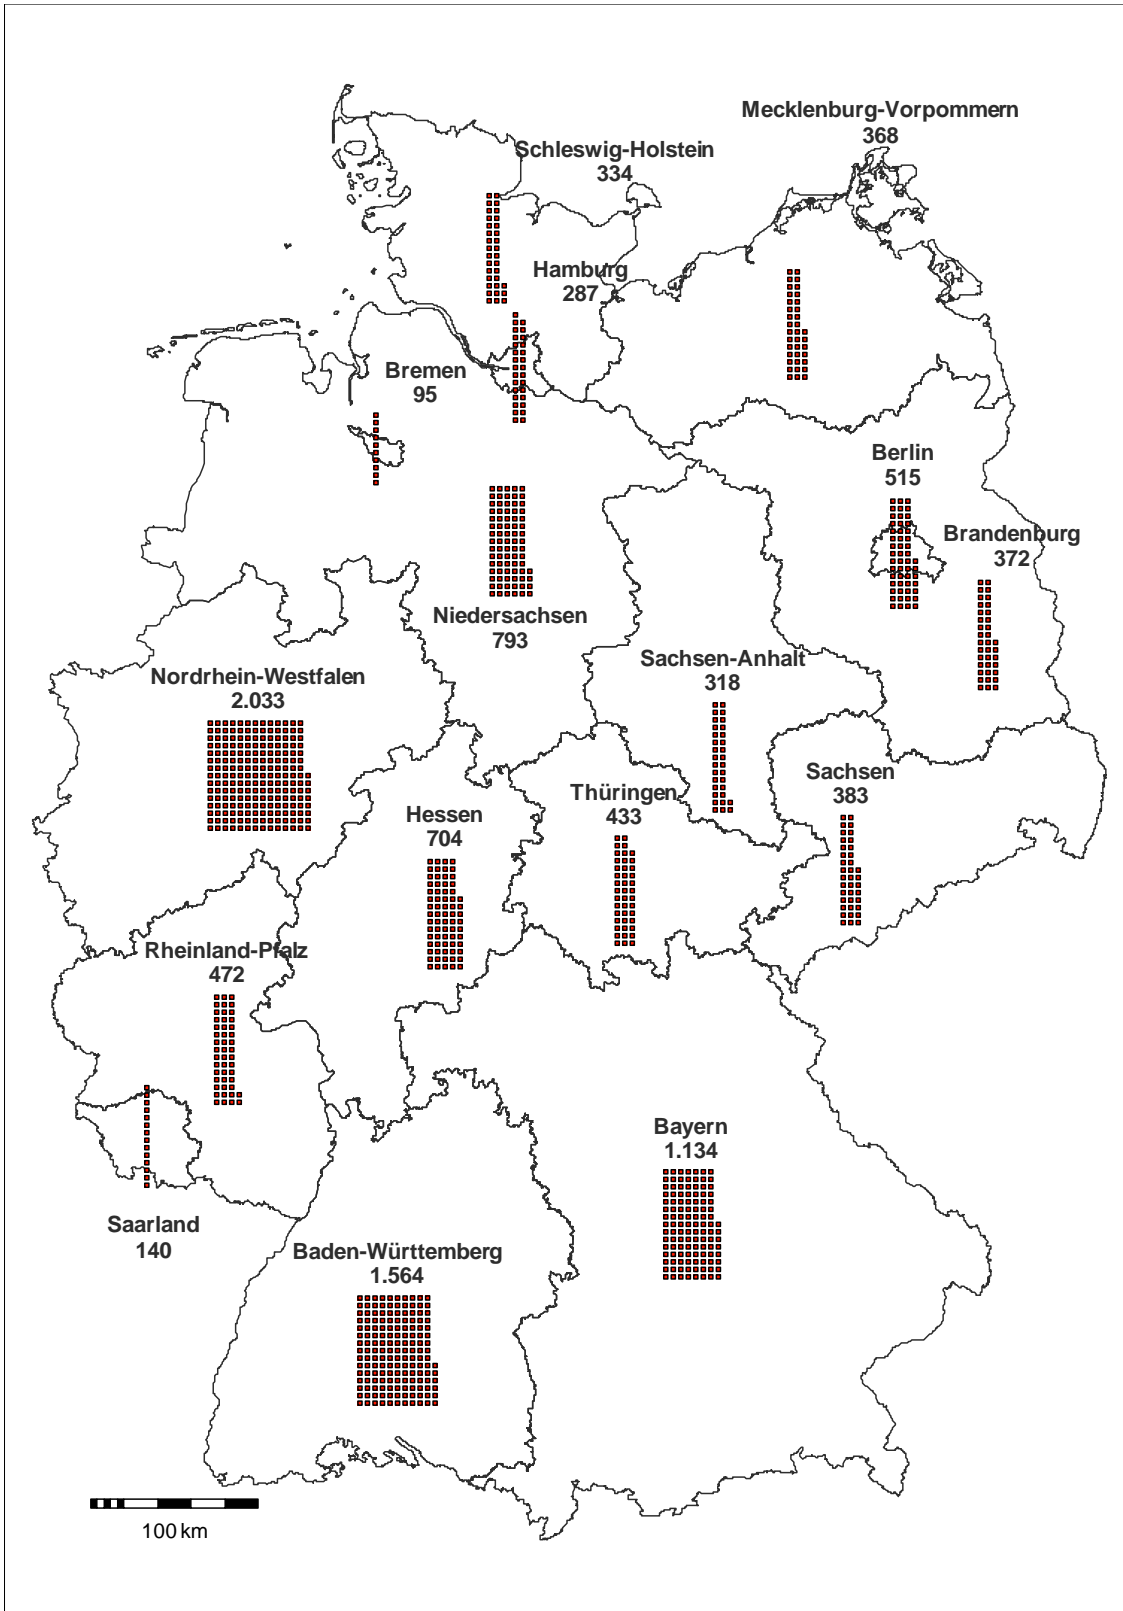 Mecklenburg-Vorpommern
368
Schleswig-Holstein
334
Hamburg
287
Bremen
95
Berlin
515
Brandenburg
372
Niedersachsen
793
Sachsen-Anhalt
318
Nordrhein-Westfalen
2.033
Sachsen
383
Thüringen
433
Hessen
704
Rheinland-Pfalz
472
Bayern
1.134
Saarland
140
Baden-Württemberg
1.564
100 km